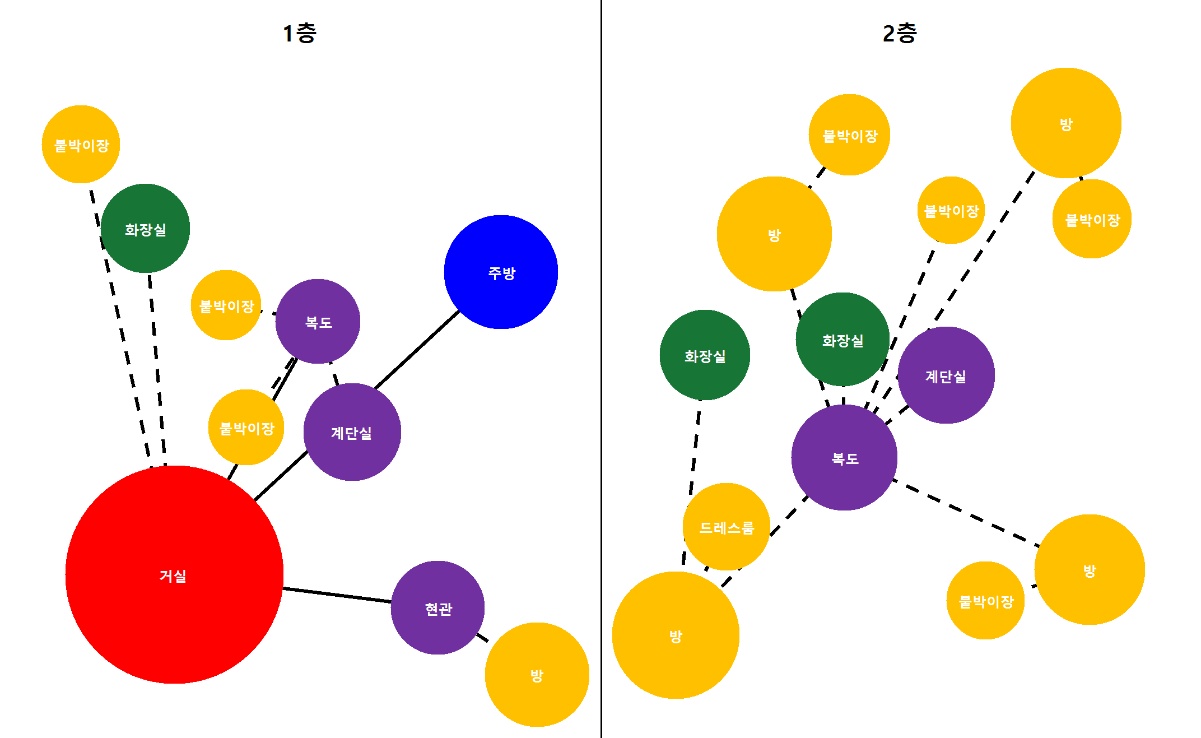 1층
붙박이장
화장실
주방
붙박이장
복도
붙박이장
계단실
거실
현관
방
2층
방
붙박이장
붙박이장
붙박이장
방
화장실
화장실
계단실
복도
드레스룸
방
붙박이장
방